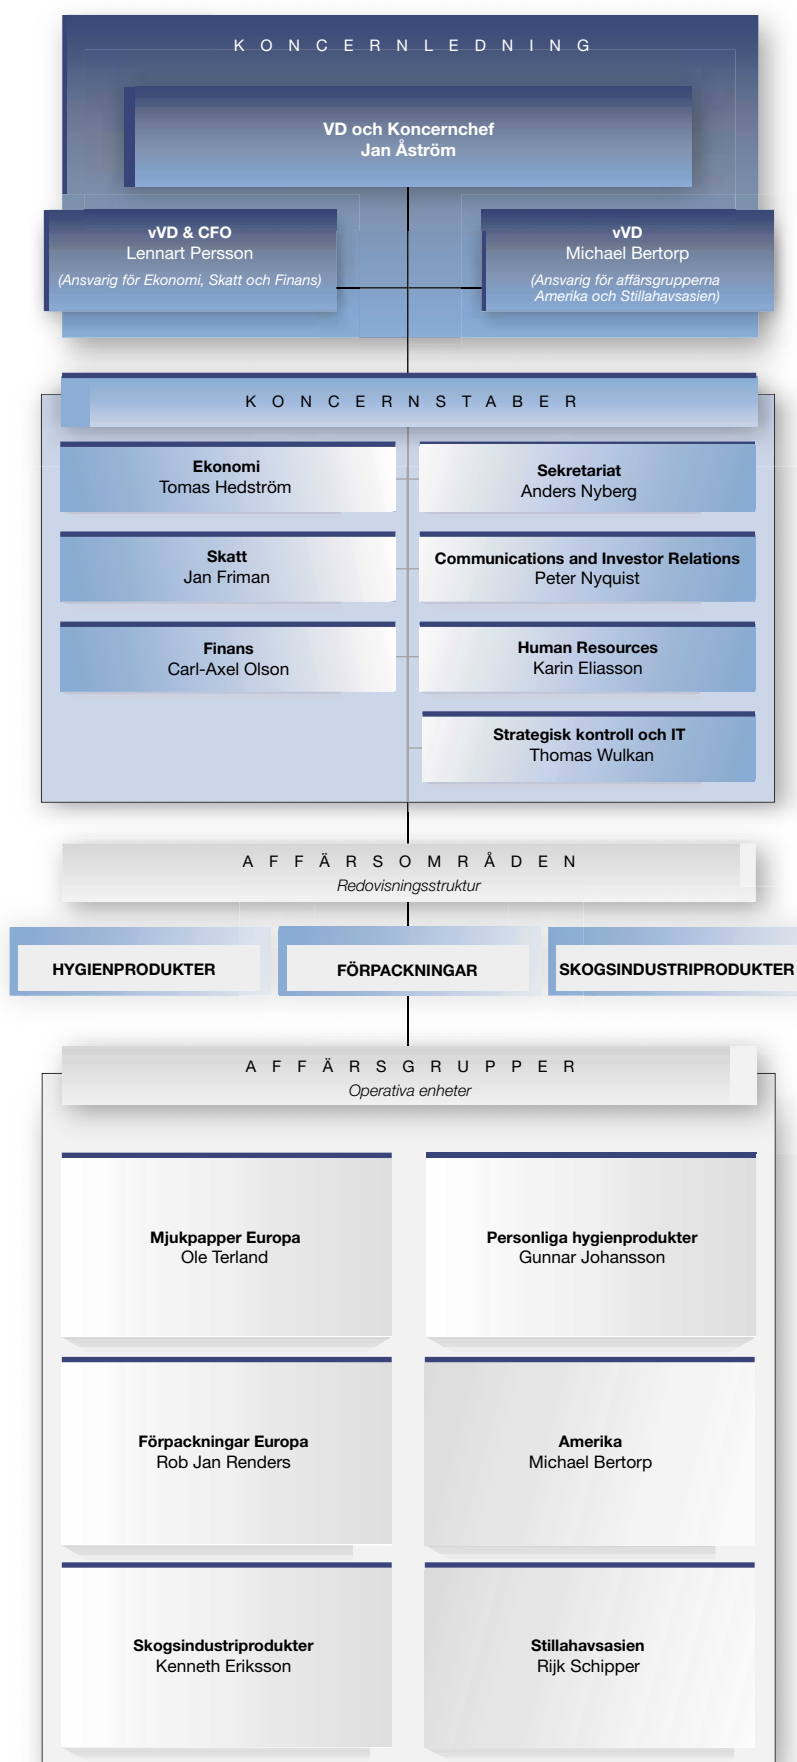 KONCERNLEDNING
VD och Koncernchef
Jan Åström
vVD & CFO
Lennart Persson
(Ansvarig för Ekonomi, Skatt och Finans)
vVD
Michael Bertorp
(Ansvarig för affärsgrupperna
Amerika och Stillahavsasien)
KONCERNSTABER
Ekonomi
Tomas Hedström
Sekretariat
Anders Nyberg
Skatt
Jan Friman
Communications and Investor Relations
Peter Nyquist
Finans
Carl-Axel Olson
Human Resources
Karin Eliasson
Strategisk kontroll och IT
Thomas Wulkan
AFFÄRSOMRÅDEN
Redovisningsstruktur
HYGIENPRODUKTER
FÖRPACKNINGAR
SKOGSINDUSTRIPRODUKTER
AFFÄRSGRUPPER
Operativa enheter
Mjukpapper Europa
Ole Terland
Personliga hygienprodukter
Gunnar Johansson
Förpackningar Europa
Rob Jan Renders
Amerika
Michael Bertorp
Skogsindustriprodukter
Kenneth Eriksson
Stillahavsasien
Rijk Schipper